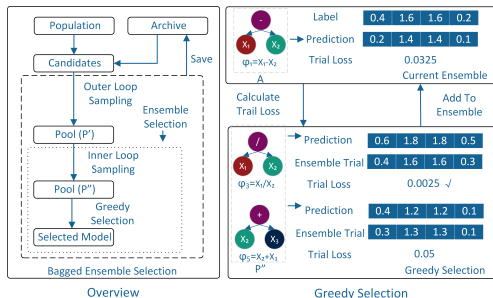 Population
Archive
Candidates
Save
Outer Loop
Sampling
Ensemble
Selection
Pool (P')
Inner Loop
Sampling
Pool (P'')
Greedy
Selection
Selected Model
Bagged Ensemble Selection
Overview
-
X₁ X₂
φ₁=X₁-X₂
A
Label 0.4 1.6 1.6 0.2
Prediction 0.2 1.4 1.4 0.1
Trial Loss 0.0325
Current Ensemble
Calculate
Trail Loss
Add To
Ensemble
/
X₁ X₂
φ₃=X₁/X₂
Prediction 0.6 1.8 1.8 0.5
Ensemble Trial 0.4 1.6 1.6 0.3
Trial Loss 0.0025 √
+
X₂ X₃
φ₅=X₂+X₃
P''
Prediction 0.4 1.2 1.2 0.1
Ensemble Trial 0.3 1.3 1.3 0.1
Trial Loss 0.05
Greedy Selection
Greedy Selection